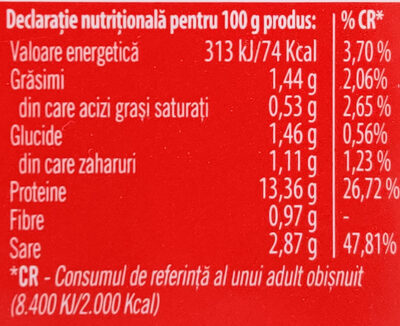 Declarație nutrițională pentru 100 g produs: % CR*
Valoare energetică 313 kJ/74 Kcal 3,70 %
Grăsimi 1,44 g 2,06%
din care acizi grași saturați 0,53 g 2,65 %
Glucide 1,46 g 0,56%
din care zaharuri 1,11 g 1,23 %
Proteine 13,36 g 26,72 %
Fibre 0,97 g -
Sare 2,87 g 47,81%
*CR - Consumul de referință al unui adult obișnuit
(8.400 KJ/2.000 Kcal)